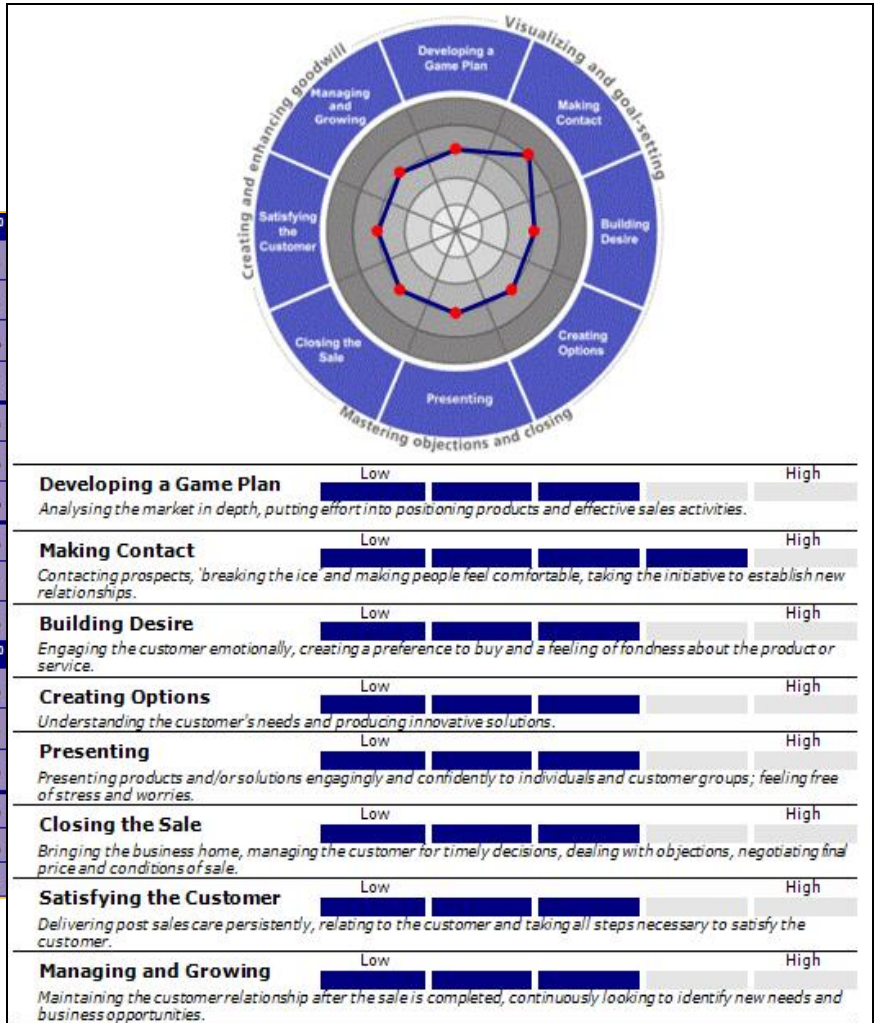 Visualizing and goal-setting
Creating and enhancing goodwill
Developing a
Game Plan
Managing
and
Growing
Making
Contact
Satisfying
the
Customer
Building
Desire
Closing the
Sale
Creating
Options
Presenting
Mastering objections and closing
Low High
Developing a Game Plan
Analysing the market in depth, putting effort into positioning products and effective sales activities.
Low High
Making Contact
Contacting prospects, 'breaking the ice' and making people feel comfortable, taking the initiative to establish new
relationships.
Low High
Building Desire
Engaging the customer emotionally, creating a preference to buy and a feeling of fondness about the product or
service.
Low High
Creating Options
Understanding the customer's needs and producing innovative solutions.
Low High
Presenting
Presenting products and/or solutions engagingly and confidently to individuals and customer groups; feeling free
of stress and worries.
Low High
Closing the Sale
Bringing the business home, managing the customer for timely decisions, dealing with objections, negotiating final
price and conditions of sale.
Low High
Satisfying the Customer
Delivering post sales care persistently, relating to the customer and taking all steps necessary to satisfy the
customer.
Low High
Managing and Growing
Maintaining the customer relationship after the sale is completed, continuously looking to identify new needs and
business opportunities.